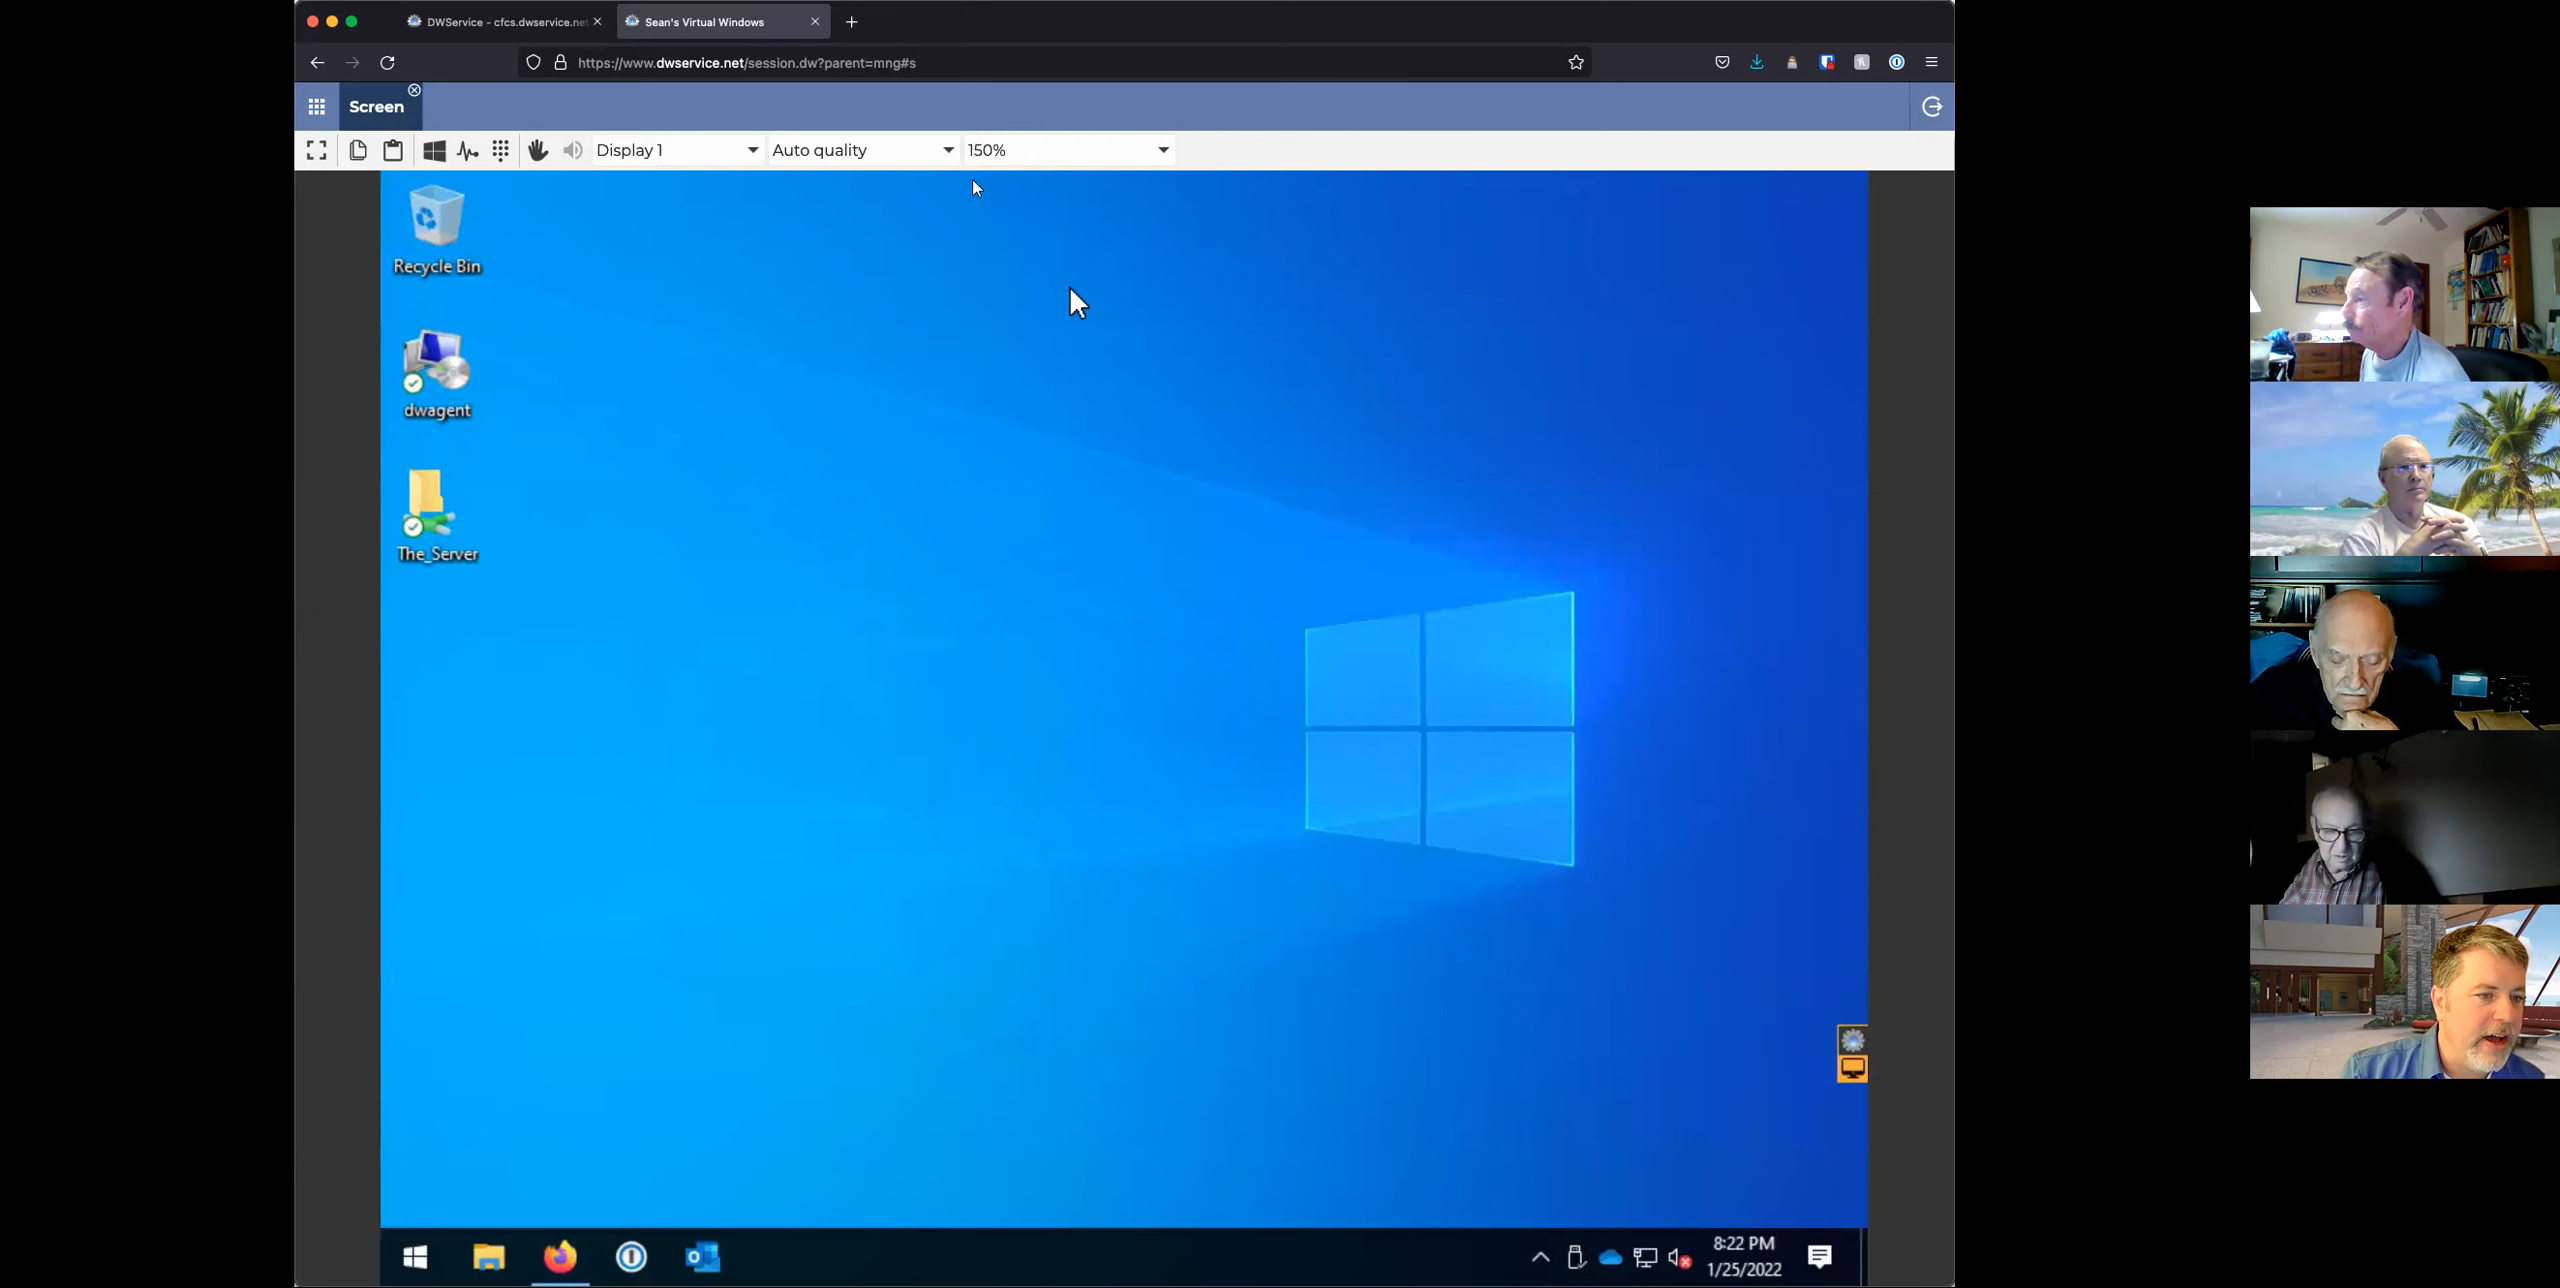 DWService - cfcs.dwservice.net
Sean's Virtual Windows
https://www.dwservice.net/session.dw?parent=mng#s
Screen
Display 1
Auto quality
150%
Recycle Bin
dwagent
The_Server
8:22 PM
1/25/2022